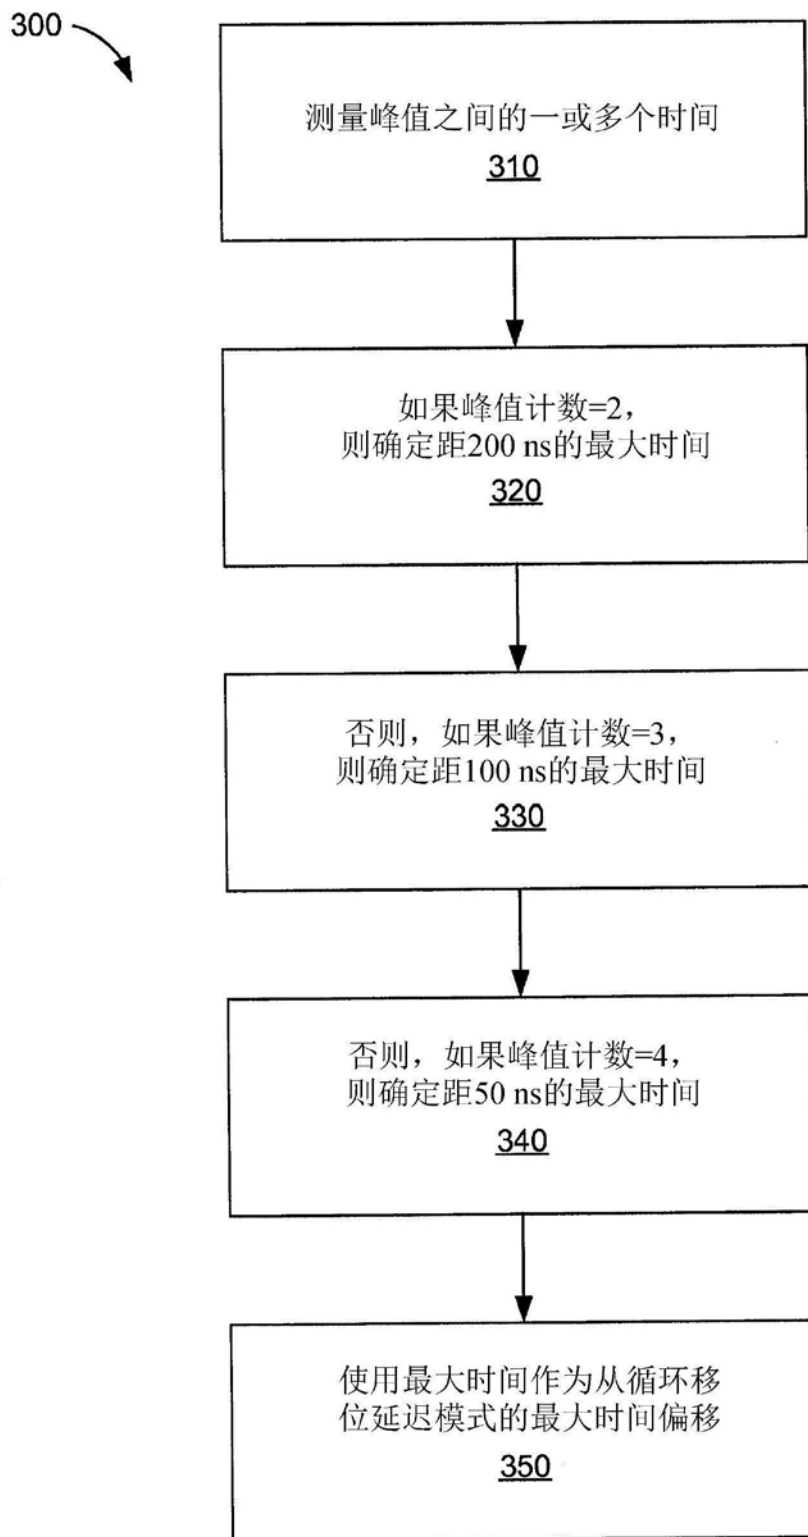 300
测量峰值之间的一或多个时间
310
如果峰值计数=2，
则确定距200 ns的最大时间
320
否则，如果峰值计数=3，
则确定距100 ns的最大时间
330
否则，如果峰值计数=4，
则确定距50 ns的最大时间
340
使用最大时间作为从循环移
位延迟模式的最大时间偏移
350